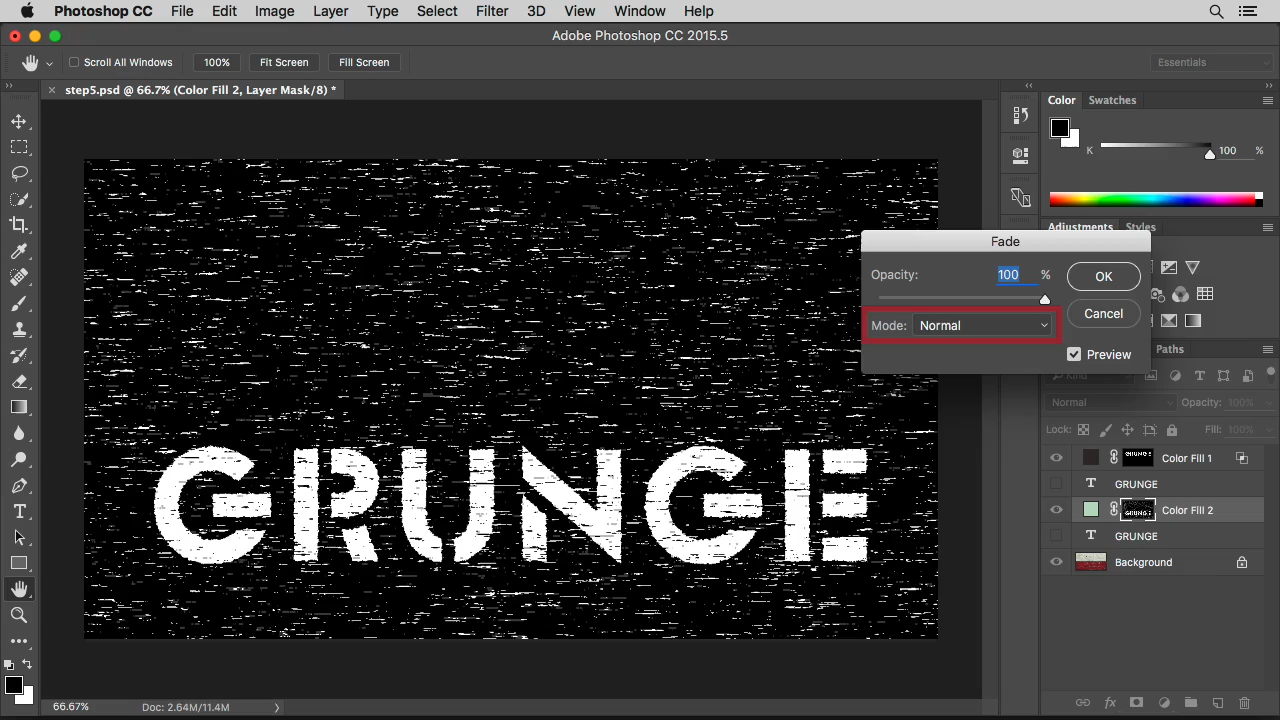 Photoshop CC File Edit Image Layer Type Select Filter 3D View Window Help
Adobe Photoshop CC 2015.5
Scroll All Windows 100% Fit Screen Fill Screen Essentials
step5.psd @ 66.7% (Color Fill 2, Layer Mask/8) *
Color Swatches
K 100 %
Adjustments Styles
Fade
Opacity: 100 % OK
Mode: Normal Cancel
Preview
Paths
Kind
Normal Opacity: 100%
Lock: Fill: 100%
Color Fill 1
T GRUNGE
Color Fill 2
T GRUNGE
Background
GRUNGE
66.67% Doc: 2.64M/11.4M
fx